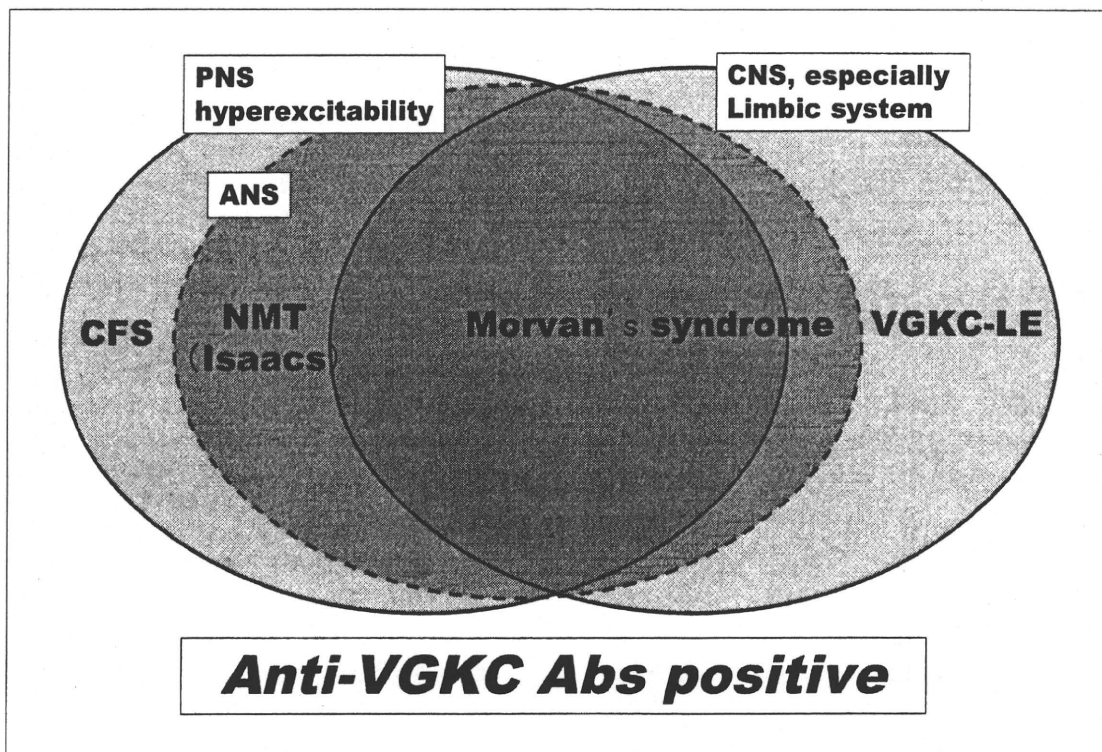 PNS
hyperexcitability
CNS, especially
Limbic system
ANS
CFS
NMT
(Isaacs)
Morvan's syndrome
VGKC-LE
Anti-VGKC Abs positive